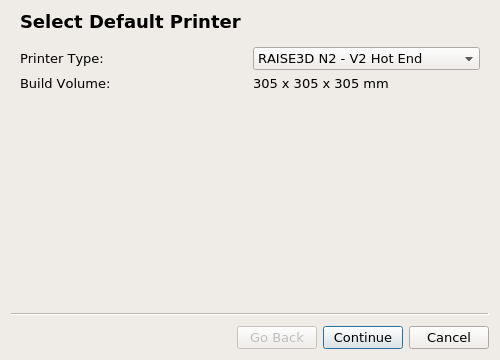 Select Default Printer
Printer Type: RAISE3D N2 - V2 Hot End
Build Volume: 305 x 305 x 305 mm
Go Back Continue Cancel